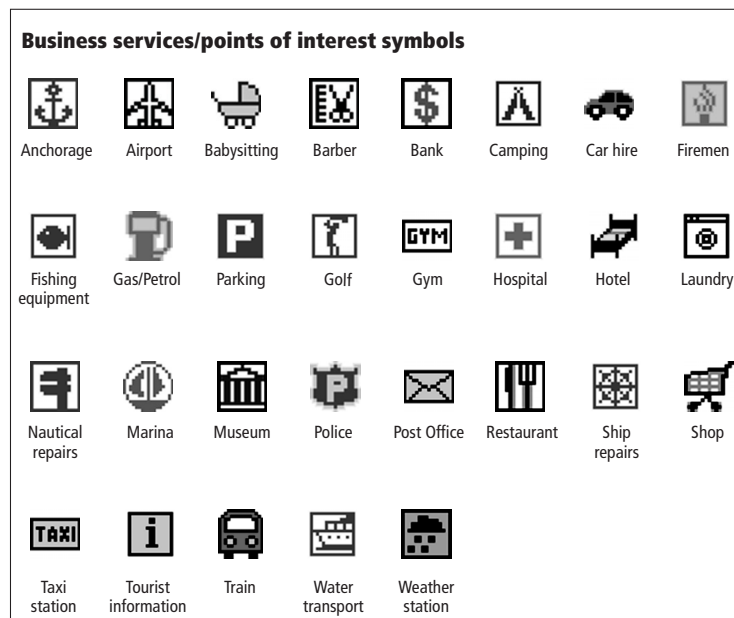 Business services/points of interest symbols
$
Anchorage Airport Babysitting Barber Bank Camping Car hire Firemen
P GYM
Fishing equipment Gas/Petrol Parking Golf Gym Hospital Hotel Laundry
P
Nautical repairs Marina Museum Police Post Office Restaurant Ship repairs Shop
TAXI i
Taxi station Tourist information Train Water transport Weather station